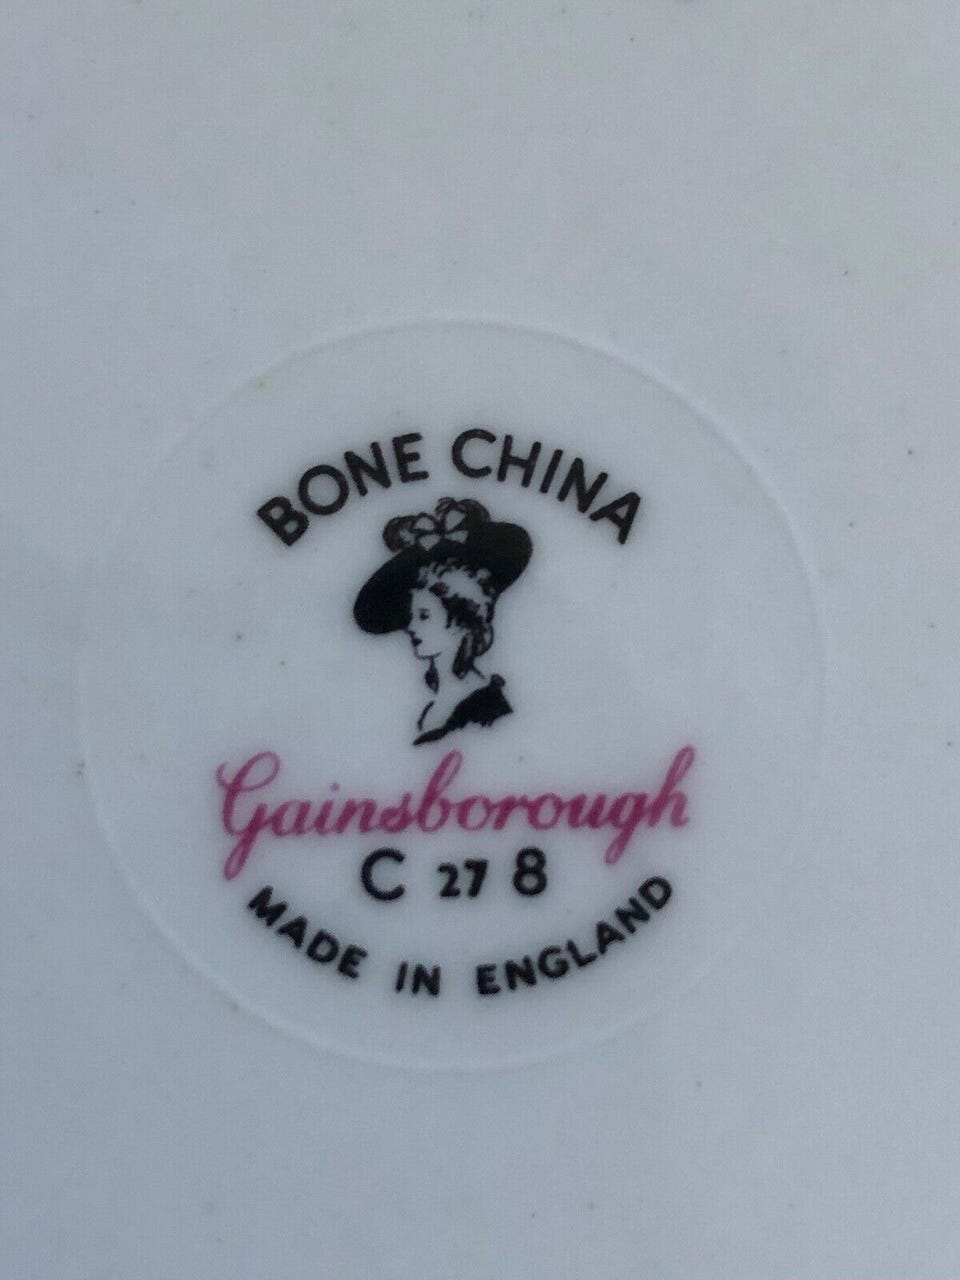 BONE CHINA
Gainsborough
C 27 8
MADE IN ENGLAND